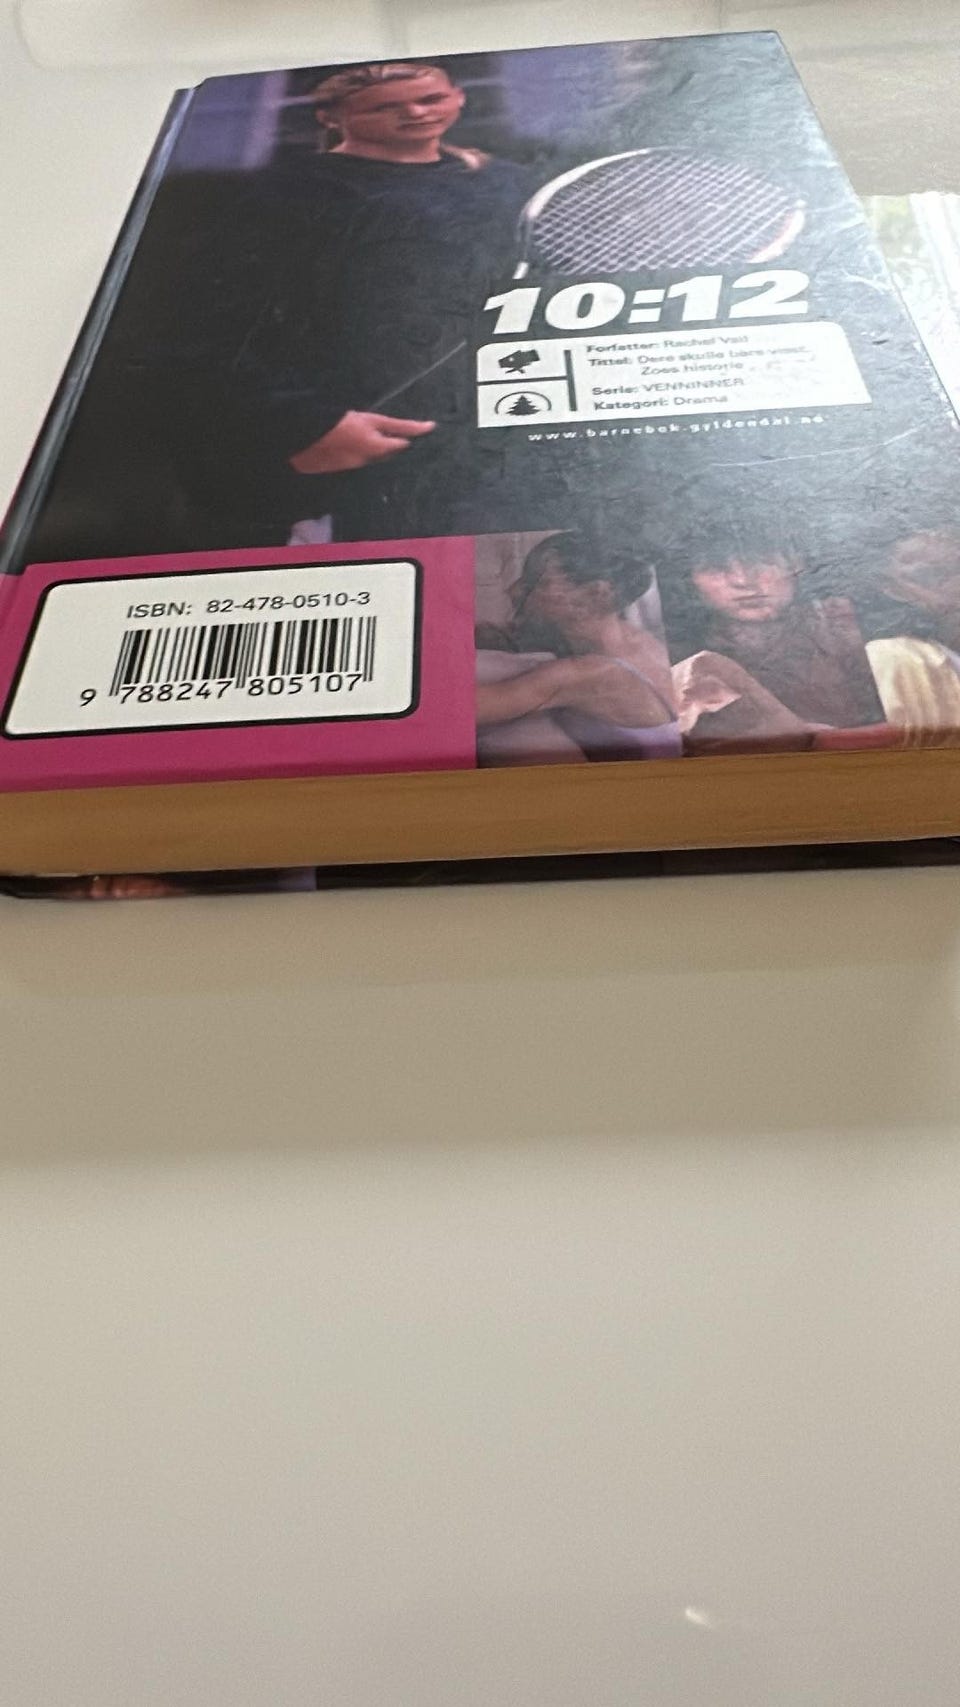 10:12
Forfatter: Rachel Vail
Tittel: Dere skulle bare visst.
Zoes historie
Serie: VENNINNER
Kategori: Drama
www.barnebok.gyldendal.no
ISBN: 82-478-0510-3
9 788247 805107